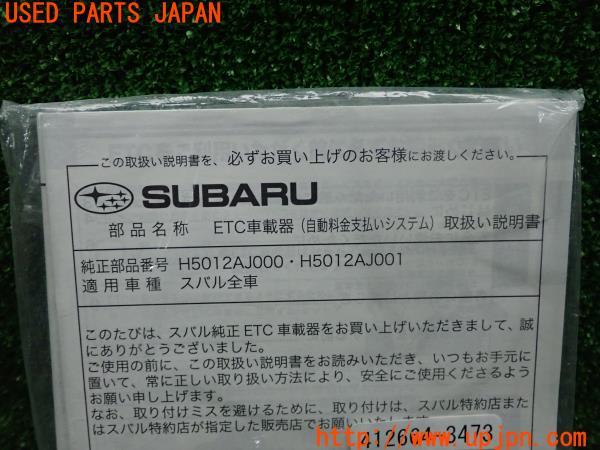 USED PARTS JAPAN
この取扱い説明書を、必ずお買い上げのお客様にお渡しください。
SUBARU
部品名称 ETC車載器（自動料金支払いシステム）取扱い説明書
純正部品番号 H5012AJ000・H5012AJ001
適用車種 スバル全車
このたびは、スバル純正ETC車載器をお買い上げいただきまして、誠
にありがとうございます。
ご使用の前に、この取扱い説明書をお読みいただき、いつもお手元に
置いて、常に正しい取り扱い方法により、安全にご使用くださるよう
お願い申し上げます。
なお、取り付けミスを避けるために、取り付けは、スバル特約店また
はスバル特約店が指定した販売店でお願いいたします
412604-3473
http://www.upjpn.com/